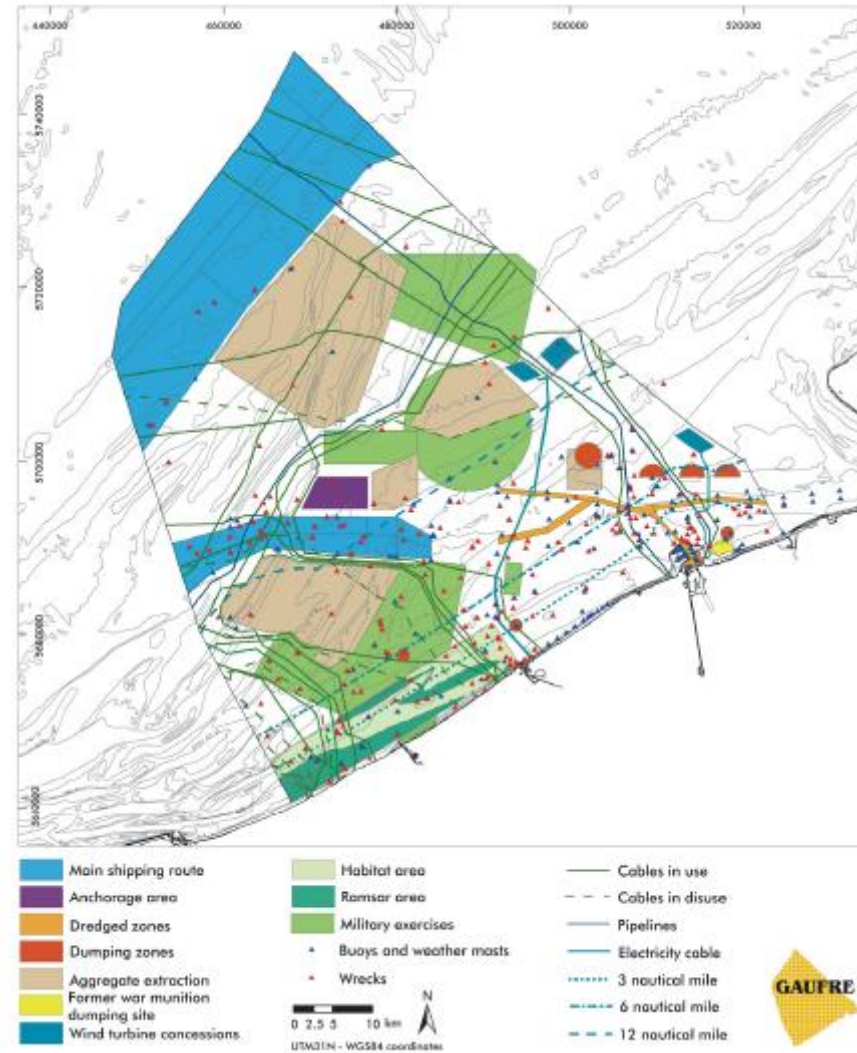 440000 460000 480000 500000 520000
5740000
5720000
5700000
5680000
Main shipping route
Anchorage area
Dredged zones
Dumping zones
Aggregate extraction
Former war munition
dumping site
Wind turbine concessions
Habitat area
Ramsar area
Military exercises
Buoys and weather masts
Wrecks
N
0 2.5 5 10 km
UTM31N - WGS84 coordinates
Cables in use
Cables in disuse
Pipelines
Electricity cable
3 nautical mile
6 nautical mile
12 nautical mile
GAUFRE